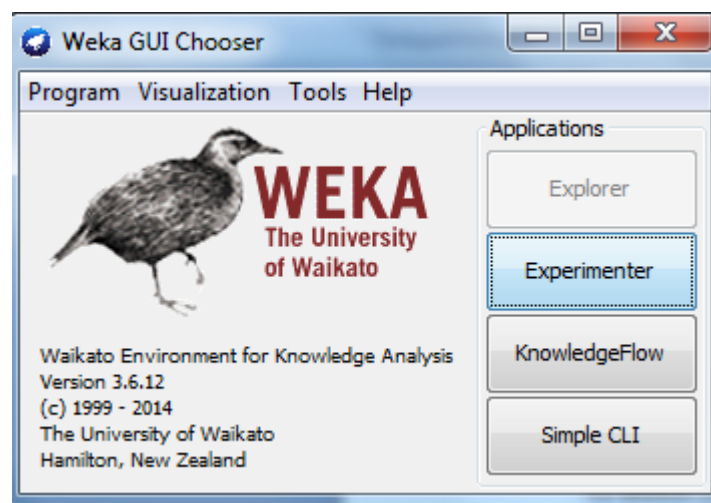 Weka GUI Chooser
Program Visualization Tools Help
WEKA
The University
of Waikato
Waikato Environment for Knowledge Analysis
Version 3.6.12
(c) 1999 - 2014
The University of Waikato
Hamilton, New Zealand
Applications
Explorer
Experimenter
KnowledgeFlow
Simple CLI